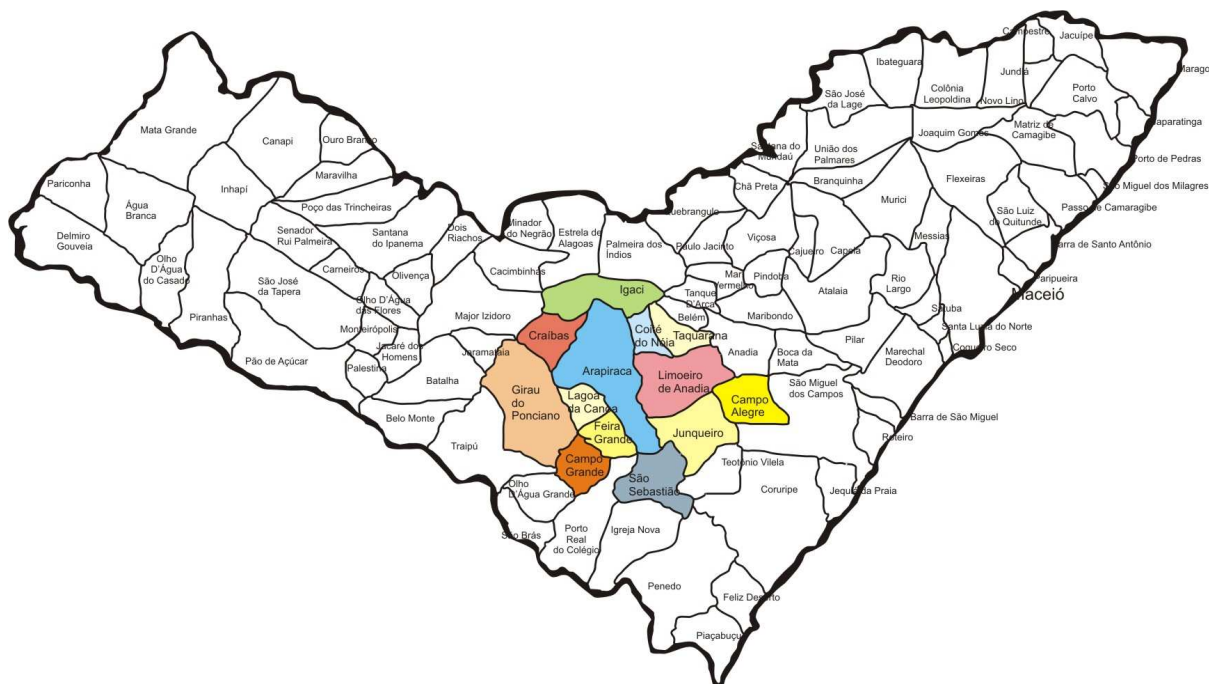 Campestre
Jacuípe
Ibateguara
Marago
Jundiá
Colônia
Leopoldina
Porto
Calvo
São José
da Lage
Novo Lino
Japaratinga
Mata Grande
Canapi
Ouro Branco
Joaquim Gomes
Matriz de
Camagibe
Santana do
Mundaú
União dos
Palmares
Porto de Pedras
Maravilha
Pariconha
Inhapí
Chã Preta
Branquinha
Flexeiras
São Miguel dos Milagres
Água
Branca
Poço das Trincheiras
Murici
Passo de Camaragibe
Quebrangulo
São Luiz
do Quitunde
Delmiro
Gouveia
Senador
Rui Palmeira
Santana
do Ipanema
Dois
Riachos
Minador
do Negrão
Estrela de
Alagoas
Palmeira dos
Índios
Paulo Jacinto
Viçosa
Cajueiro
Capela
Messias
Barra de Santo Antônio
Olho
D'Água
do Casado
Carneiros
Olivença
Cacimbinhas
Mar
Vermelho
Pindoba
Rio
Largo
Paripueira
São José
da Tapera
Igaci
Tanque
D'Arca
Atalaia
Maceió
Olho D'Água
das Flores
Piranhas
Major Izidoro
Belém
Maribondo
Satuba
Monteirópolis
Craíbas
Coité
do Nóia
Taquarana
Santa Luzia do Norte
Pilar
Jacaré dos
Homens
Jaramataia
Anadia
Boca da
Mata
Marechal
Deodoro
Coqueiro Seco
Pão de Açúcar
Palestina
Batalha
Arapiraca
Limoeiro
de Anadia
Girau
do
Ponciano
Lagoa
da Canoa
Campo
Alegre
São Miguel
dos Campos
Belo Monte
Barra de São Miguel
Feira
Grande
Junqueiro
Roteiro
Traipú
Campo
Grande
Teotônio Vilela
São
Sebastião
Olho
D'Água Grande
Coruripe
Jequiá da Praia
São Brás
Porto
Real
do Colégio
Igreja Nova
Penedo
Feliz Deserto
Piaçabuçu